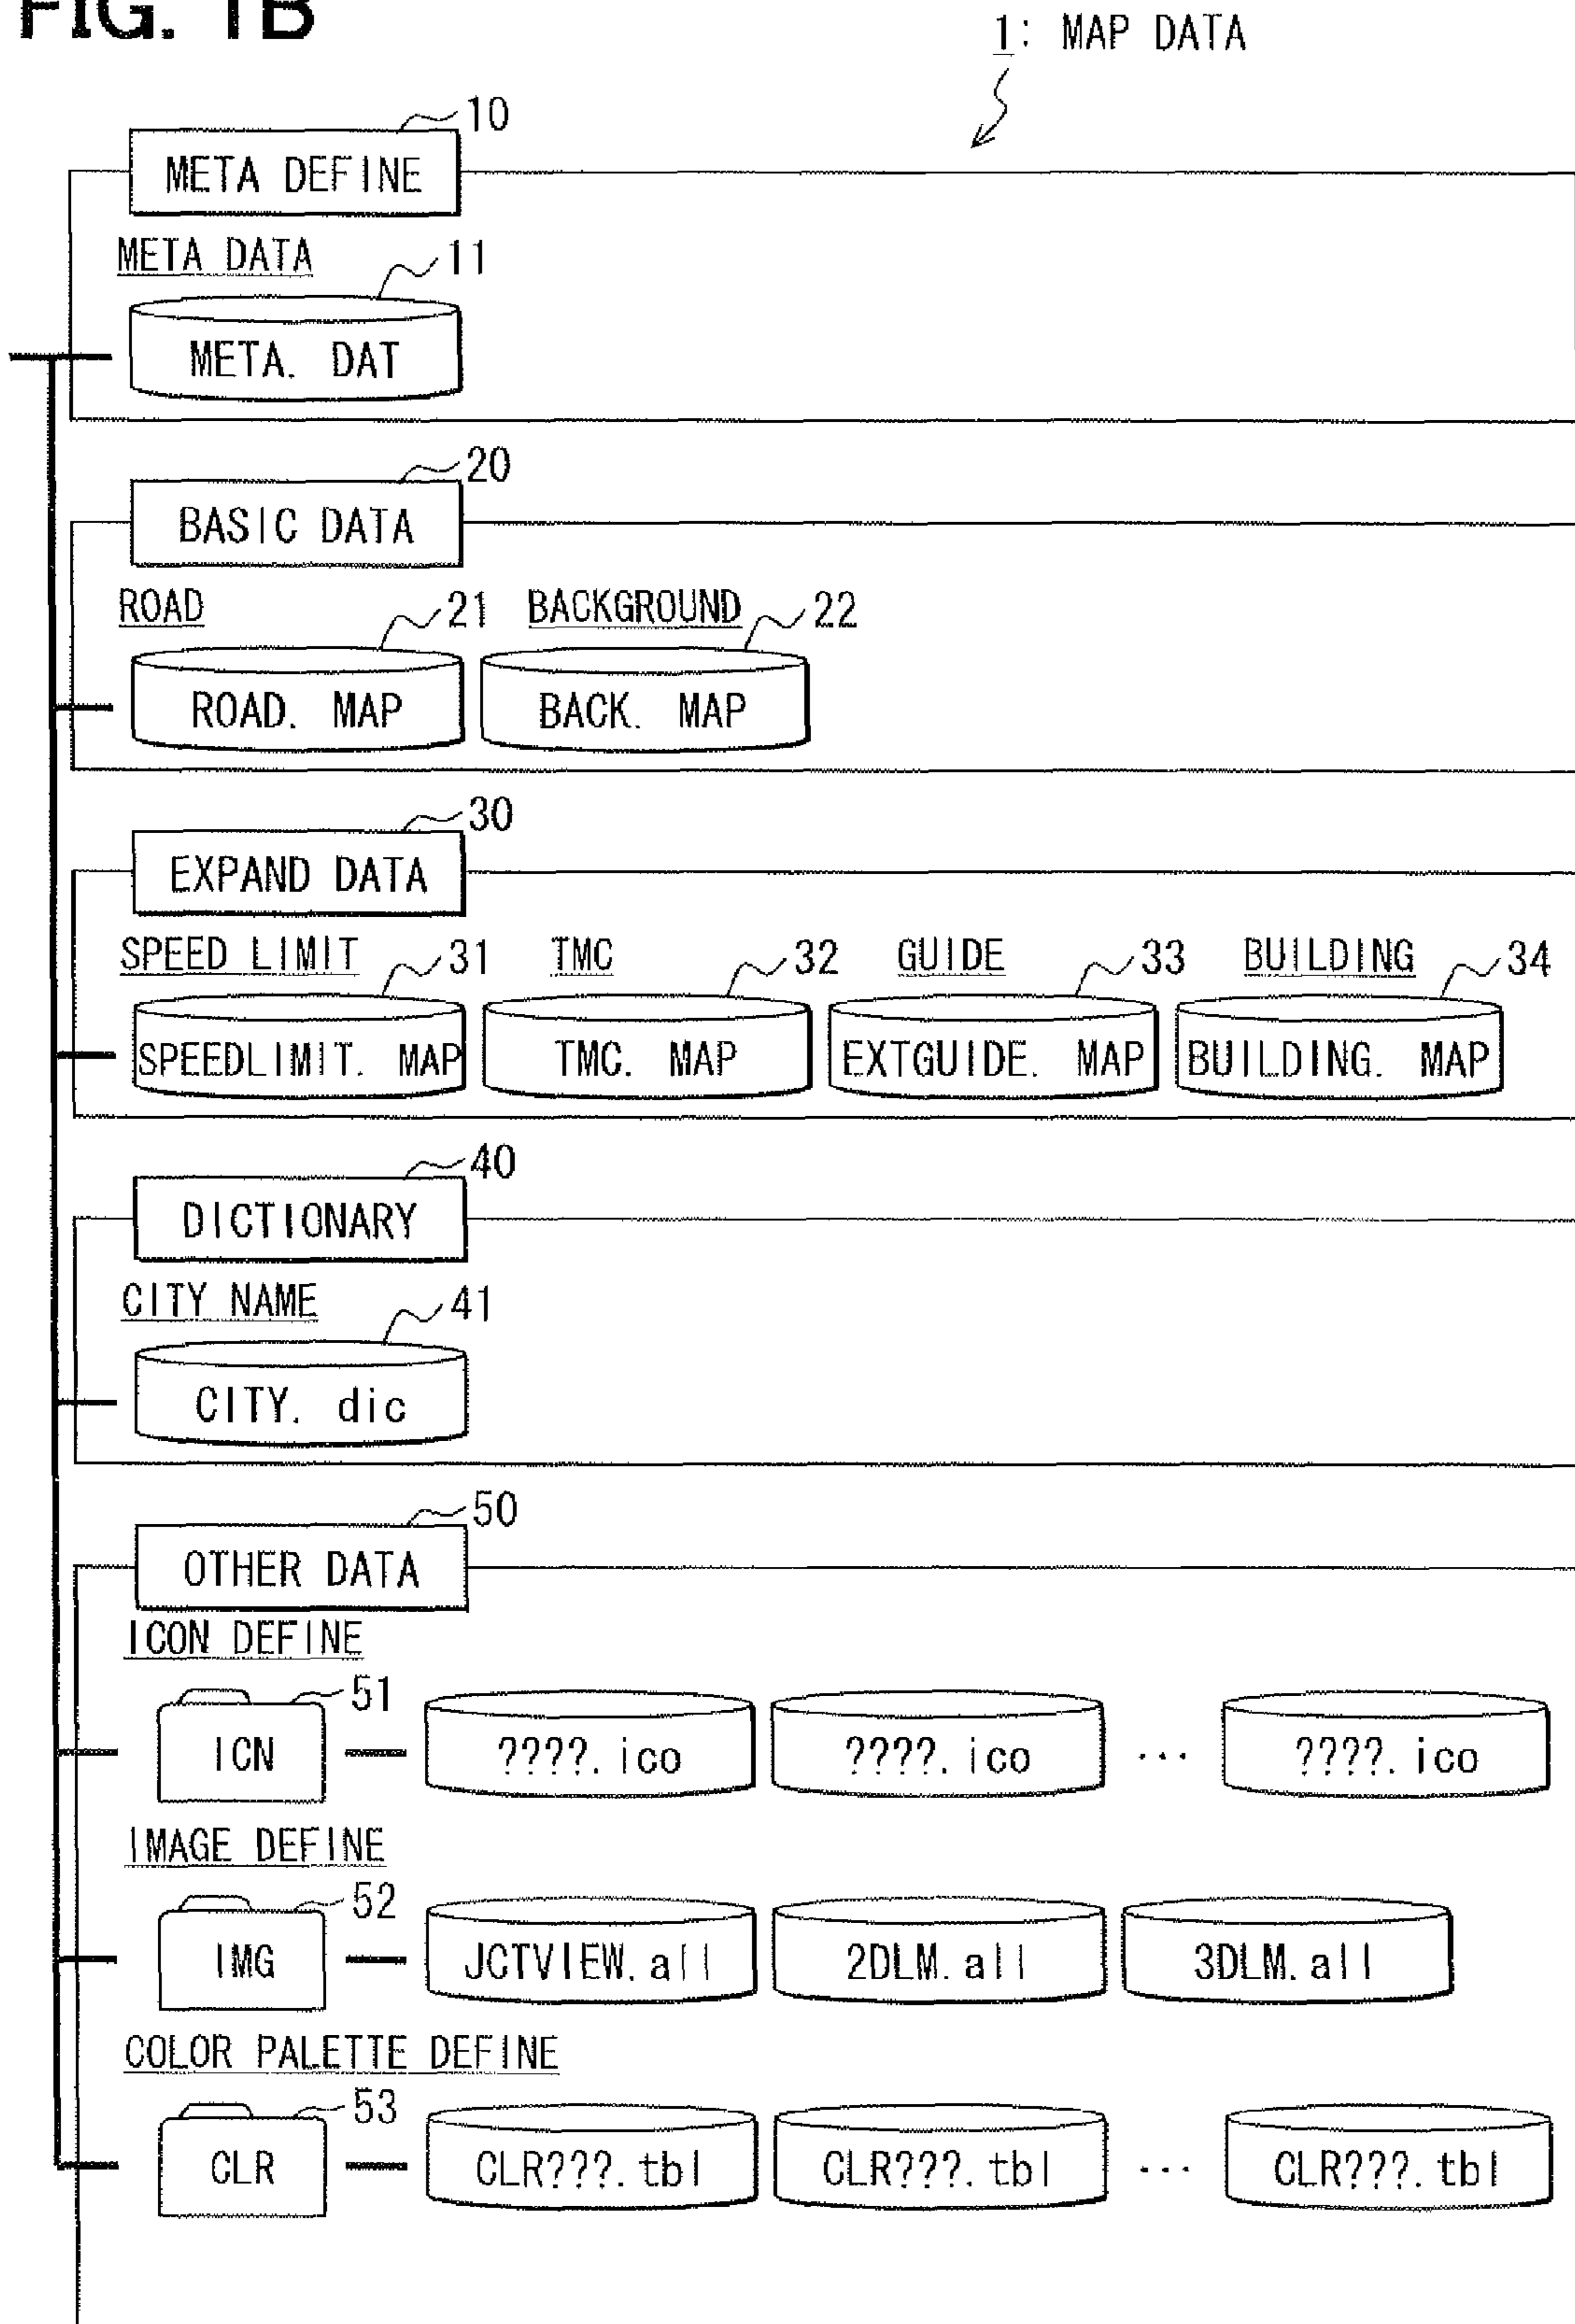 FIG. 1B
1: MAP DATA
10
META DEFINE
META DATA 11
META. DAT
20
BASIC DATA
ROAD 21 BACKGROUND 22
ROAD. MAP BACK. MAP
30
EXPAND DATA
SPEED LIMIT 31 TMC 32 GUIDE 33 BUILDING 34
SPEEDLIMIT. MAP TMC. MAP EXTGUIDE. MAP BUILDING. MAP
40
DICTIONARY
CITY NAME 41
CITY. dic
50
OTHER DATA
ICON DEFINE
51
ICN ????.ico ????.ico ... ????.ico
IMAGE DEFINE
52
IMG JCTVIEW.all 2DLM.all 3DLM.all
COLOR PALETTE DEFINE
53
CLR CLR???.tbl CLR???.tbl ... CLR???.tbl